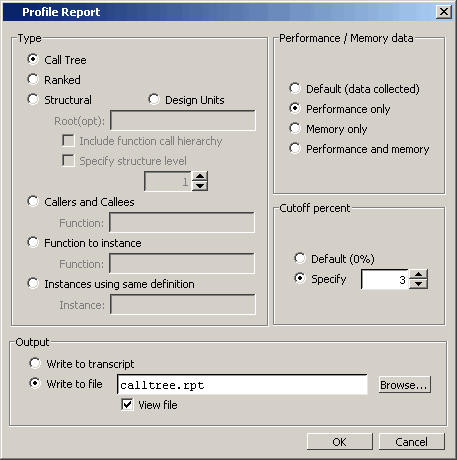 Profile Report
Type
Call Tree
Ranked
Structural Design Units
Root(opt):
Include function call hierarchy
Specify structure level
1
Callers and Callees
Function:
Function to instance
Function:
Instances using same definition
Instance:
Performance / Memory data
Default (data collected)
Performance only
Memory only
Performance and memory
Cutoff percent
Default (0%)
Specify 3
Output
Write to transcript
Write to file calltree.rpt Browse...
View file
OK Cancel